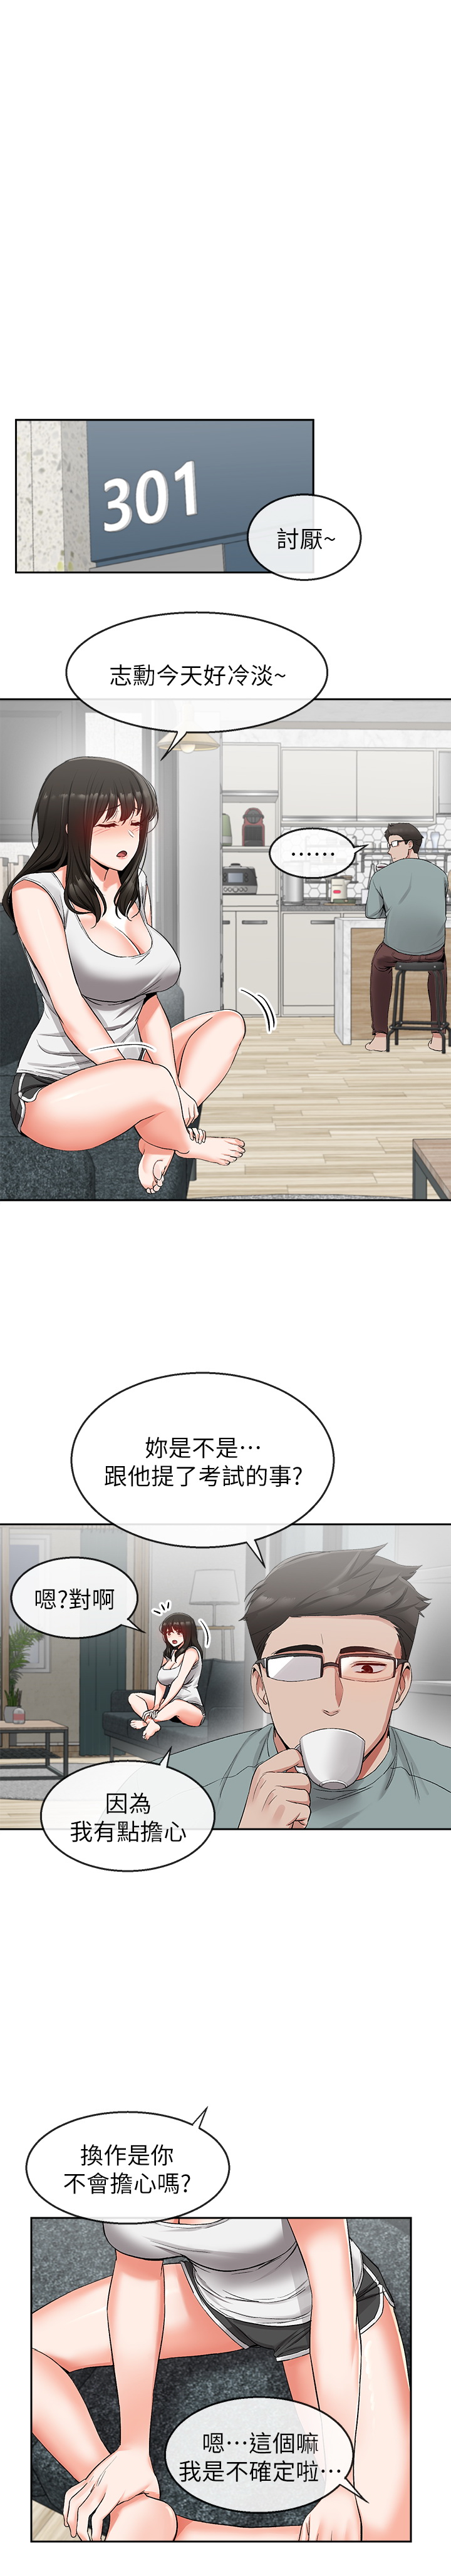 301
討厭~
志勳今天好冷淡~
⋯⋯
妳是不是⋯
跟他提了考試的事?
嗯?對啊
因為
我有點擔心
換作是你
不會擔心嗎?
嗯⋯這個嘛
我是不確定啦⋯